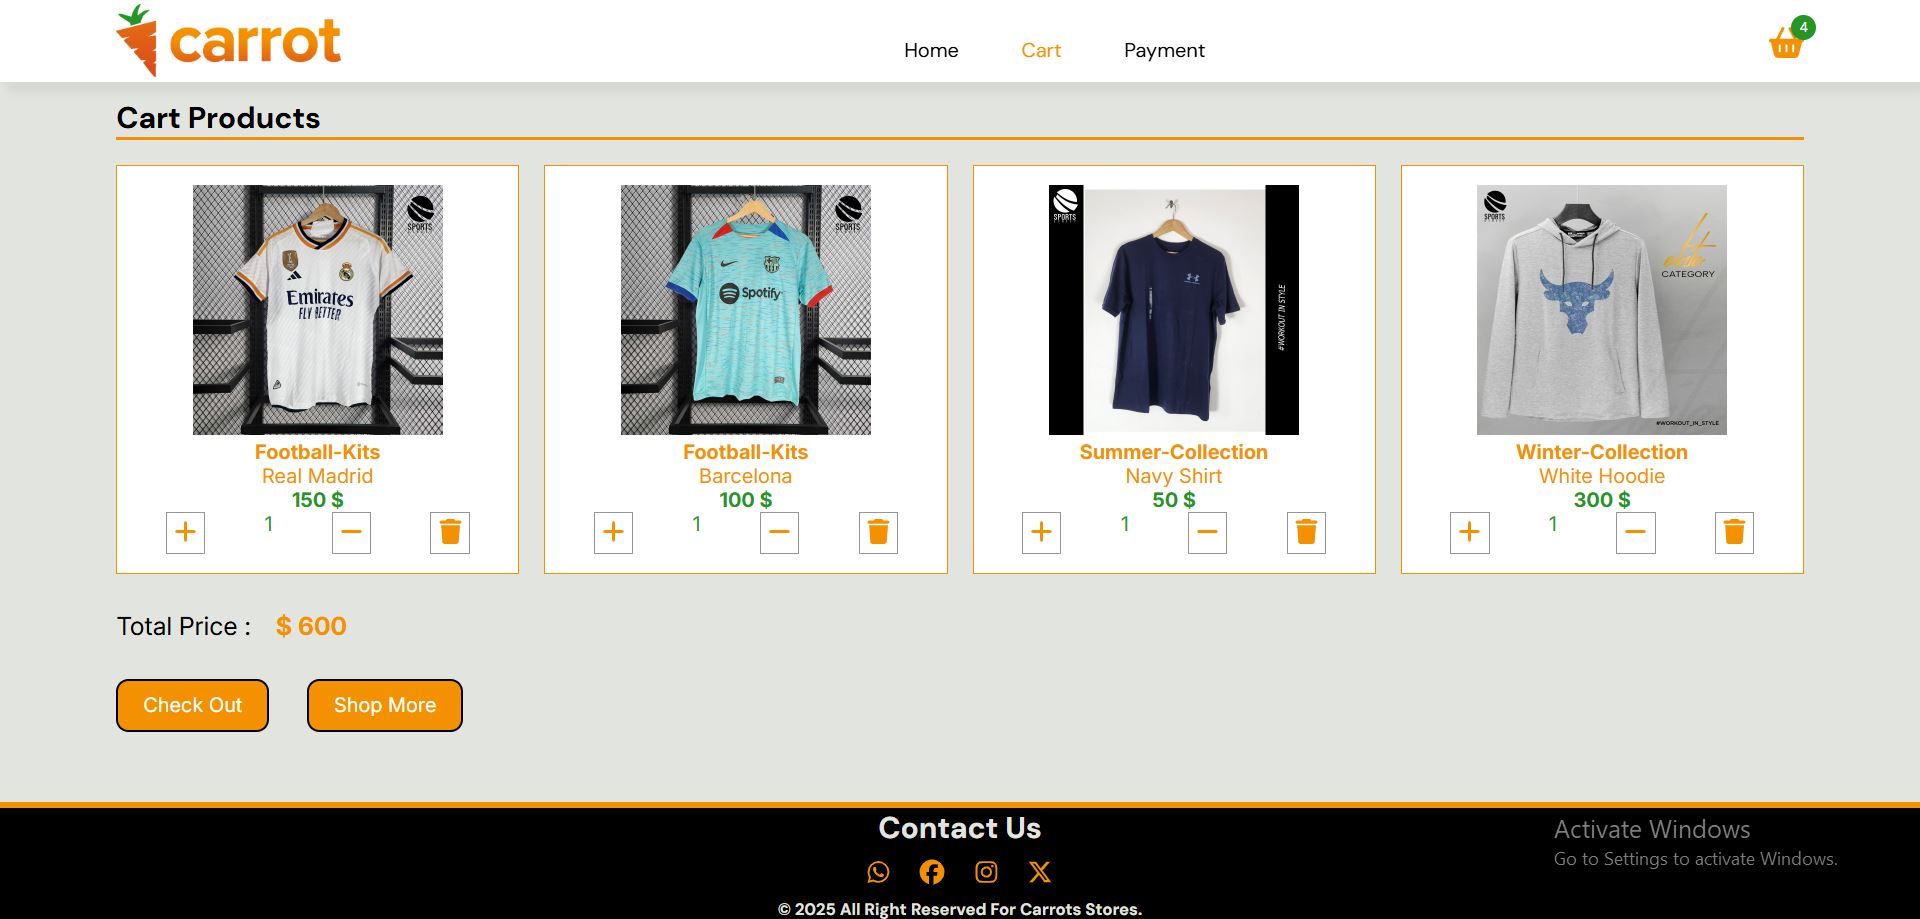 carrot
Home
Cart
Payment
4
Cart Products
SPORTS
Emirates
FLY BETTER
Football-Kits
Real Madrid
150 $
1
SPORTS
Spotify
Football-Kits
Barcelona
100 $
1
SPORTS
#WORKOUT IN STYLE
Summer-Collection
Navy Shirt
50 $
1
SPORTS
elite
CATEGORY
#WORKOUT_IN_STYLE
Winter-Collection
White Hoodie
300 $
1
Total Price :
$ 600
Check Out
Shop More
Contact Us
© 2025 All Right Reserved For Carrots Stores.
Activate Windows
Go to Settings to activate Windows.